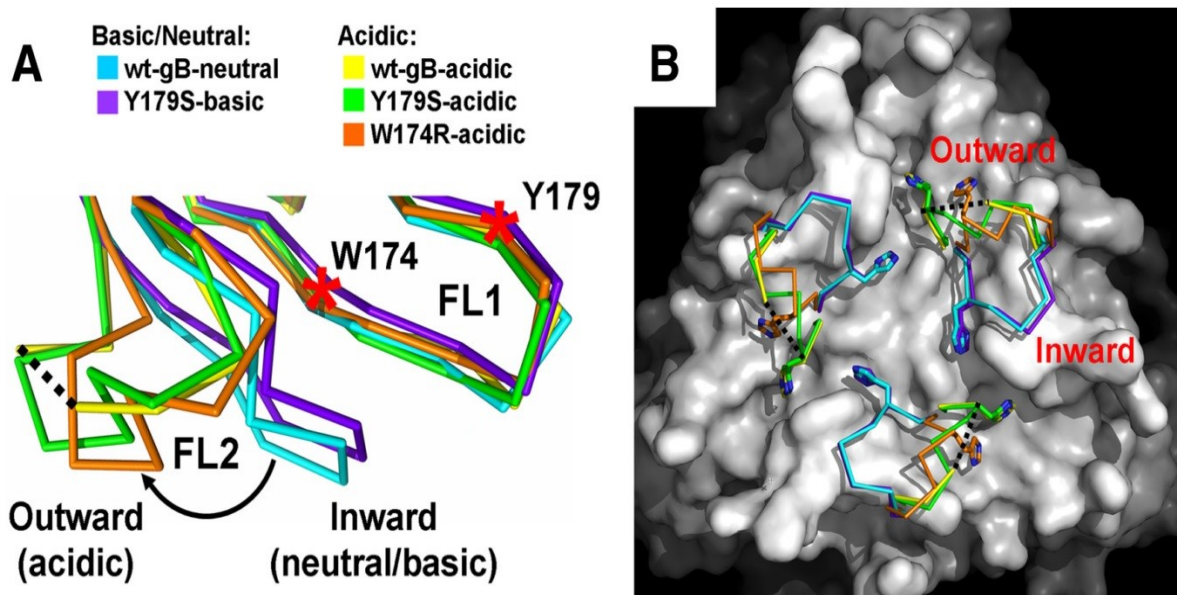 A
Basic/Neutral:
wt-gB-neutral
Y179S-basic
Acidic:
wt-gB-acidic
Y179S-acidic
W174R-acidic
Y179
W174
FL1
FL2
Outward
(acidic)
Inward
(neutral/basic)
B
Outward
Inward